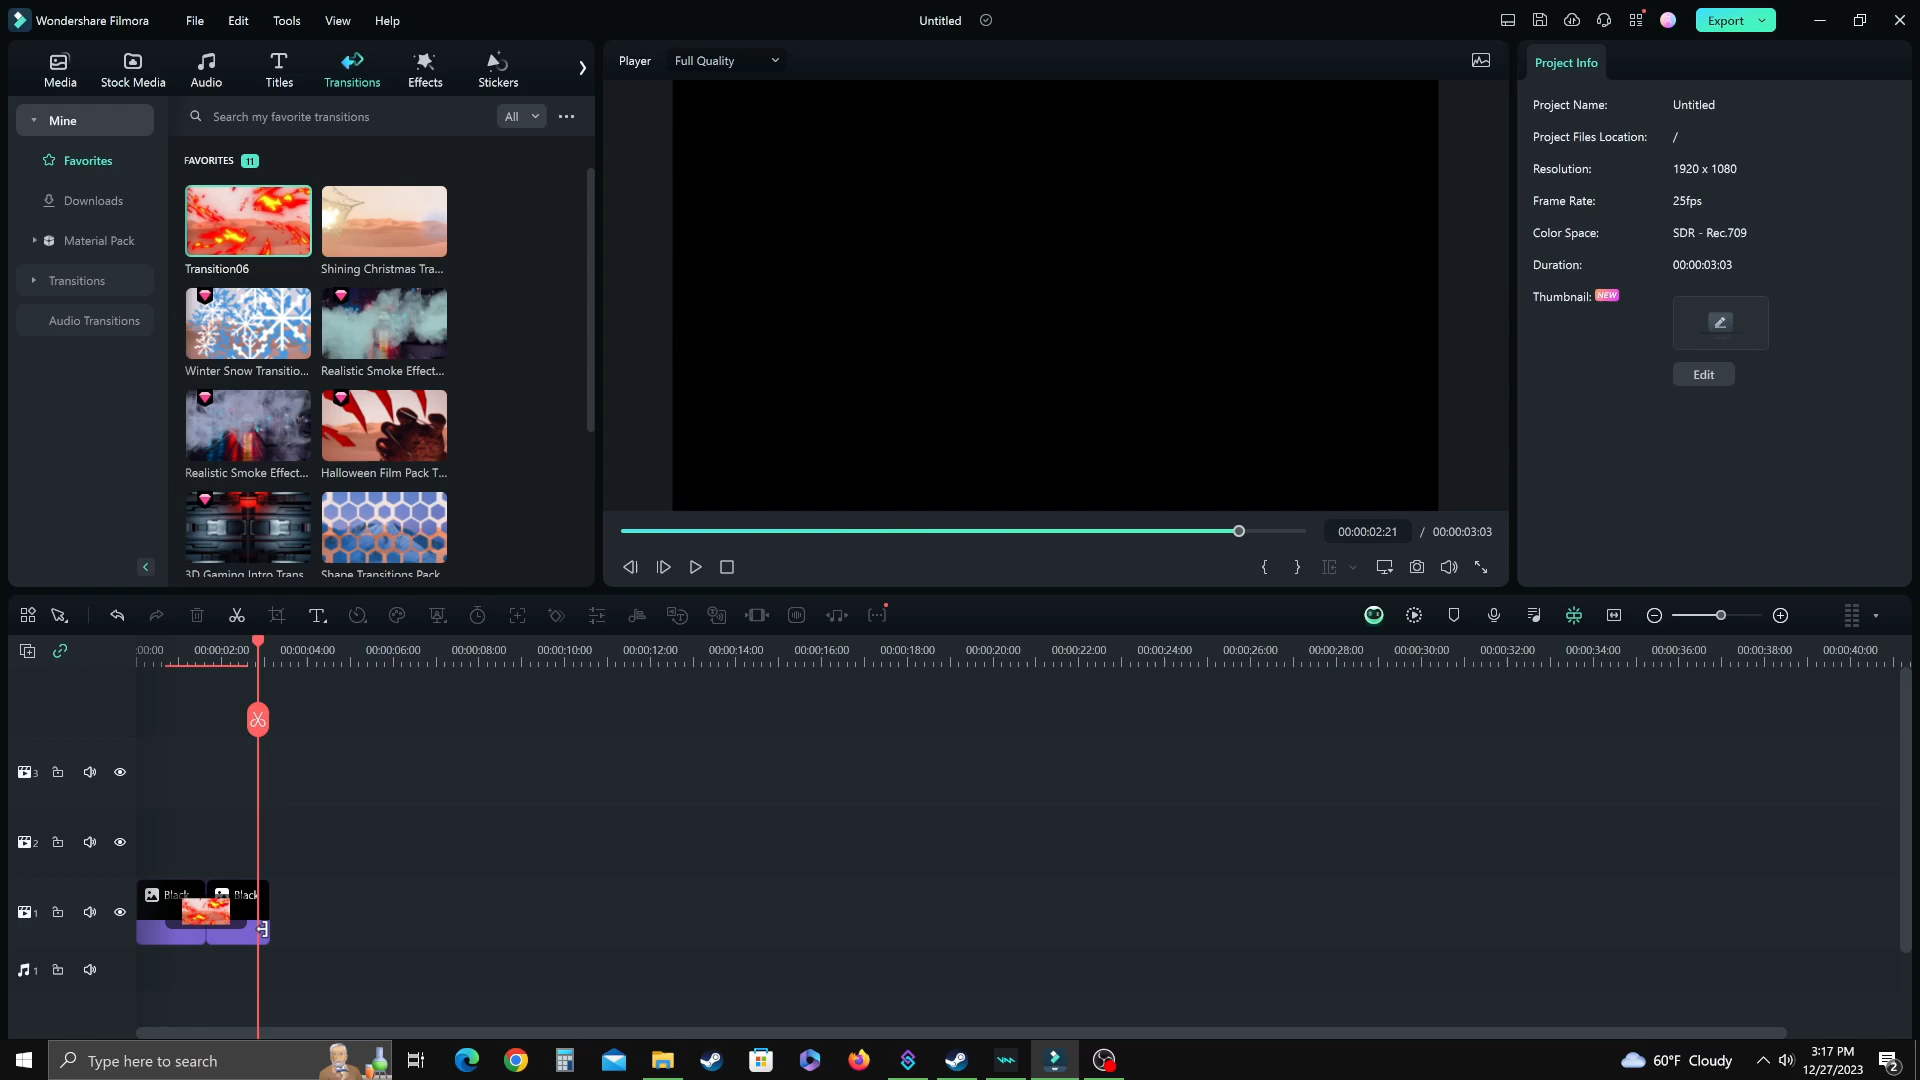 Wondershare Filmora
File Edit Tools View Help
Untitled
Export
Media
Stock Media
Audio
Titles
Transitions
Effects
Stickers
Mine
Favorites
Downloads
Material Pack
Transitions
Audio Transitions
Search my favorite transitions
All
FAVORITES 11
Transition06
Shining Christmas Tra...
Winter Snow Transitio...
Realistic Smoke Effect...
Realistic Smoke Effect...
Halloween Film Pack T...
3D Gaming Intro Trans
Shape Transitions Pack
Player Full Quality
00:00:02:21 / 00:00:03:03
Project Info
Project Name: Untitled
Project Files Location: /
Resolution: 1920 x 1080
Frame Rate: 25fps
Color Space: SDR - Rec.709
Duration: 00:00:03:03
Thumbnail: NEW
Edit
:00:00 00:00:02:00 00:00:04:00 00:00:06:00 00:00:08:00 00:00:10:00 00:00:12:00 00:00:14:00 00:00:16:00 00:00:18:00 00:00:20:00 00:00:22:00 00:00:24:00 00:00:26:00 00:00:28:00 00:00:30:00 00:00:32:00 00:00:34:00 00:00:36:00 00:00:38:00 00:00:40:00
3
2
Black Black
1
1
Type here to search
60°F Cloudy
3:17 PM
12/27/2023
2